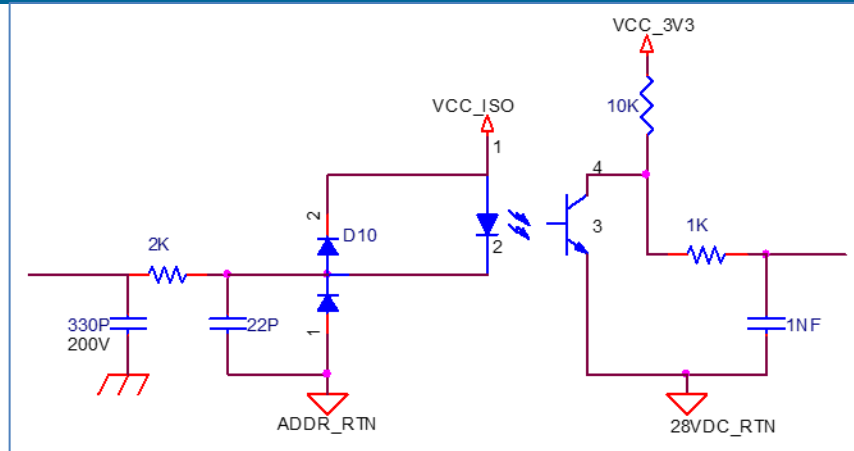 VCC_3V3
10K
VCC_ISO
1
4
2
D10
3
1K
2K
2
330P
200V
22P
1
1NF
ADDR_RTN
28VDC_RTN